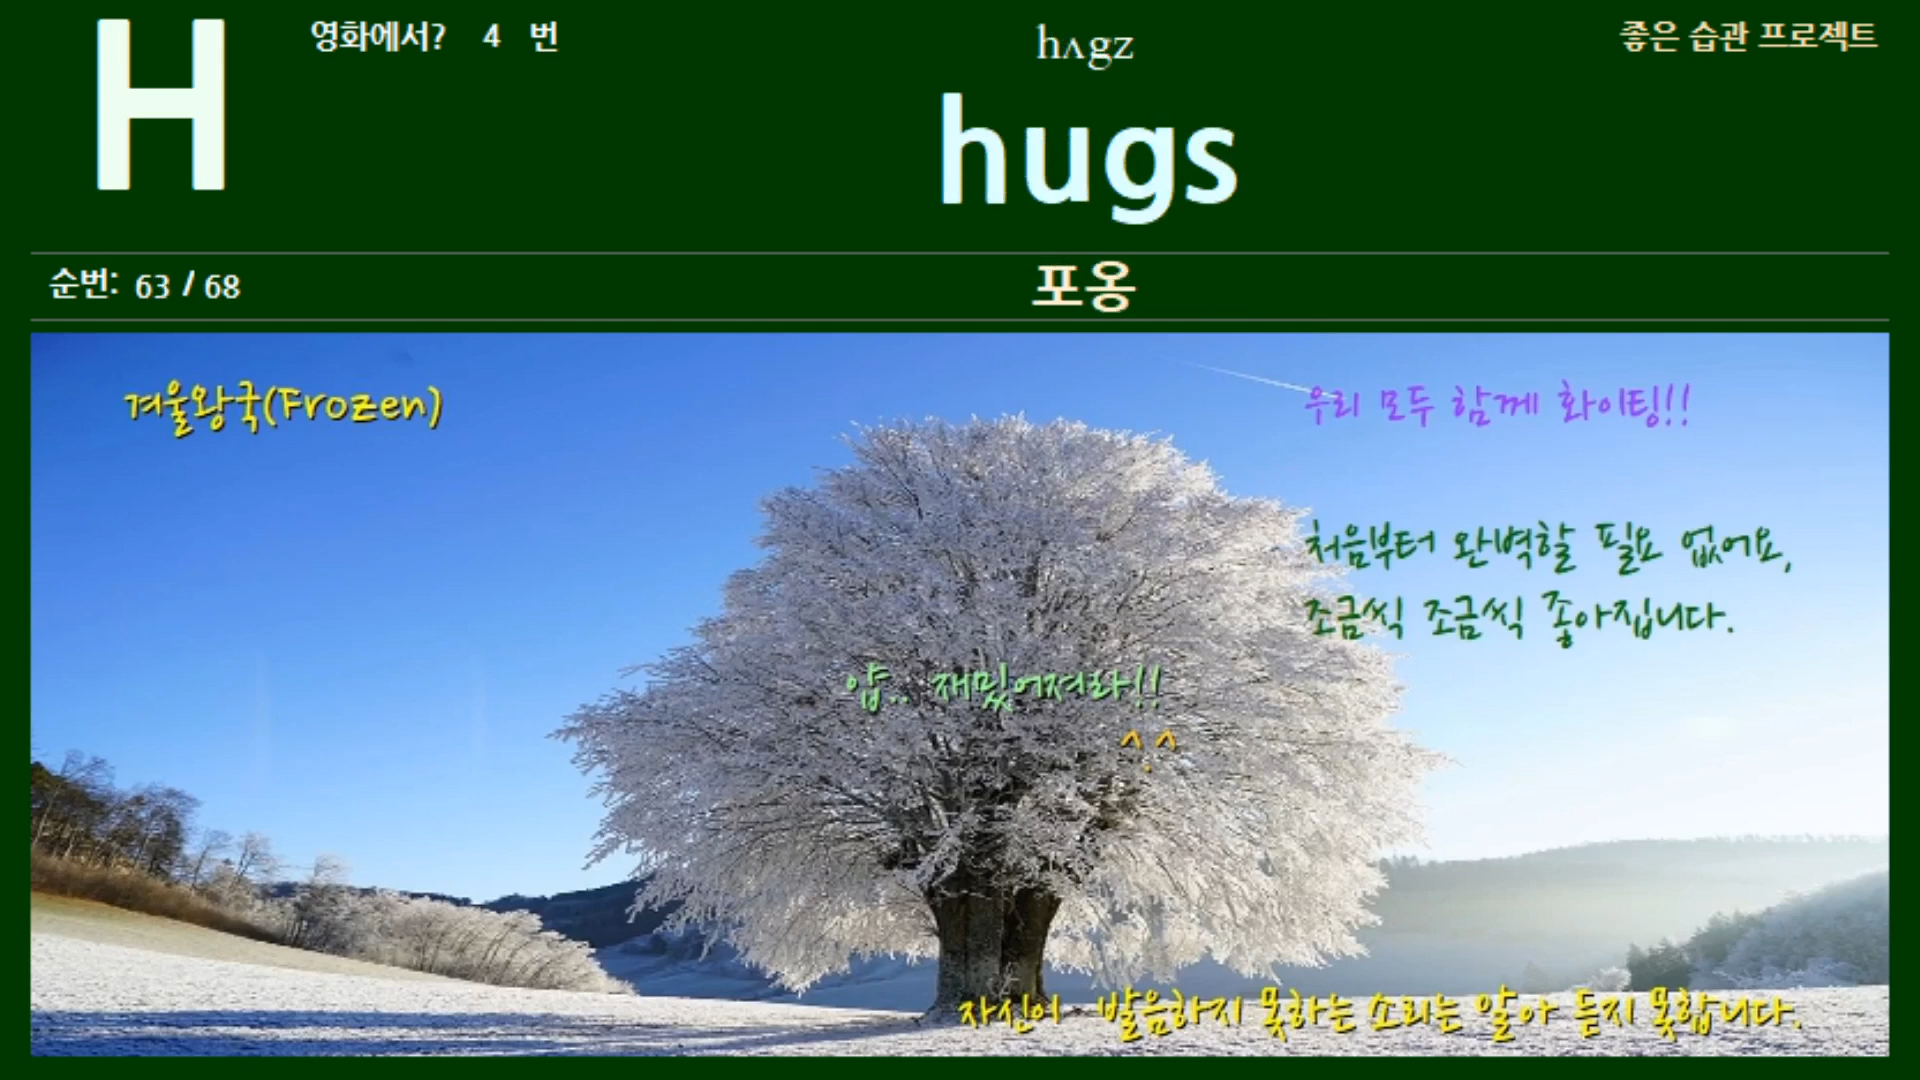 H
영화에서? 4 번
hʌgz
좋은 습관 프로젝트
hugs
순번: 63 / 68
포옹
겨울왕국(Frozen)
우리 모두 함께 화이팅!!
처음부터 완벽할 필요 없어요,
조금씩 조금씩 좋아집니다.
얍.. 재밌어져라!!
^.^
자신이 발음하지 못하는 소리는 알아 듣지 못합니다.